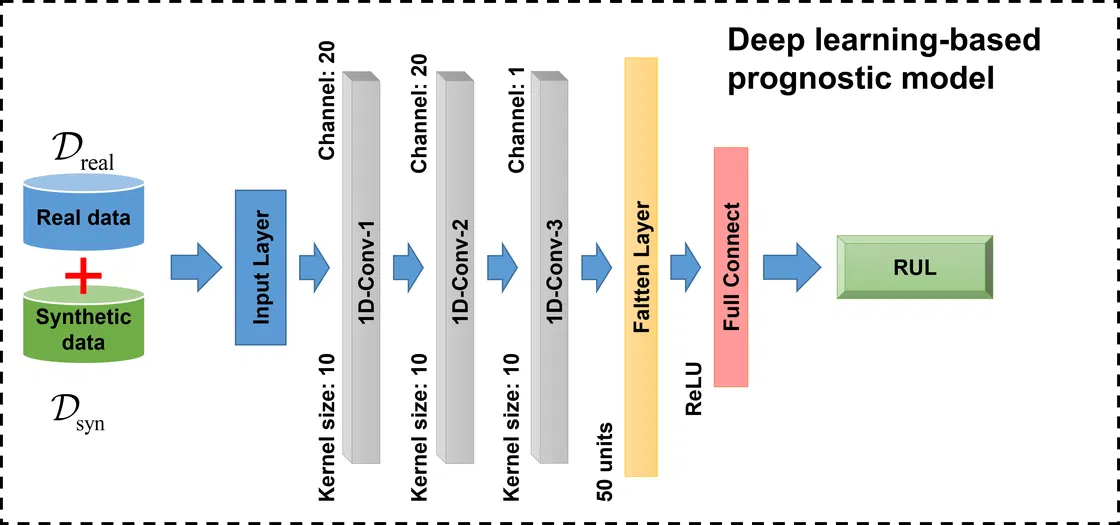 Deep learning-based
prognostic model
𝒟real
Real data
+
Synthetic
data
𝒟syn
Input Layer
Channel: 20
1D-Conv-1
Kernel size: 10
Channel: 20
1D-Conv-2
Kernel size: 10
Channel: 1
1D-Conv-3
Kernel size: 10
Faltten Layer
50 units
Full Connect
ReLU
RUL